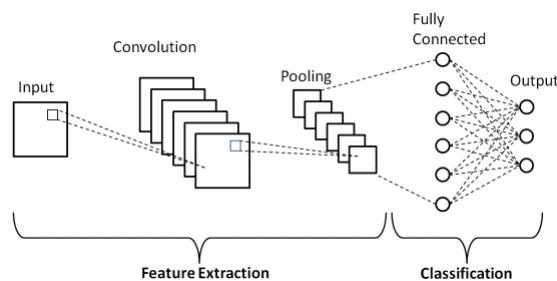 Fully
Connected
Convolution
Pooling
Output
Input
Feature Extraction
Classification